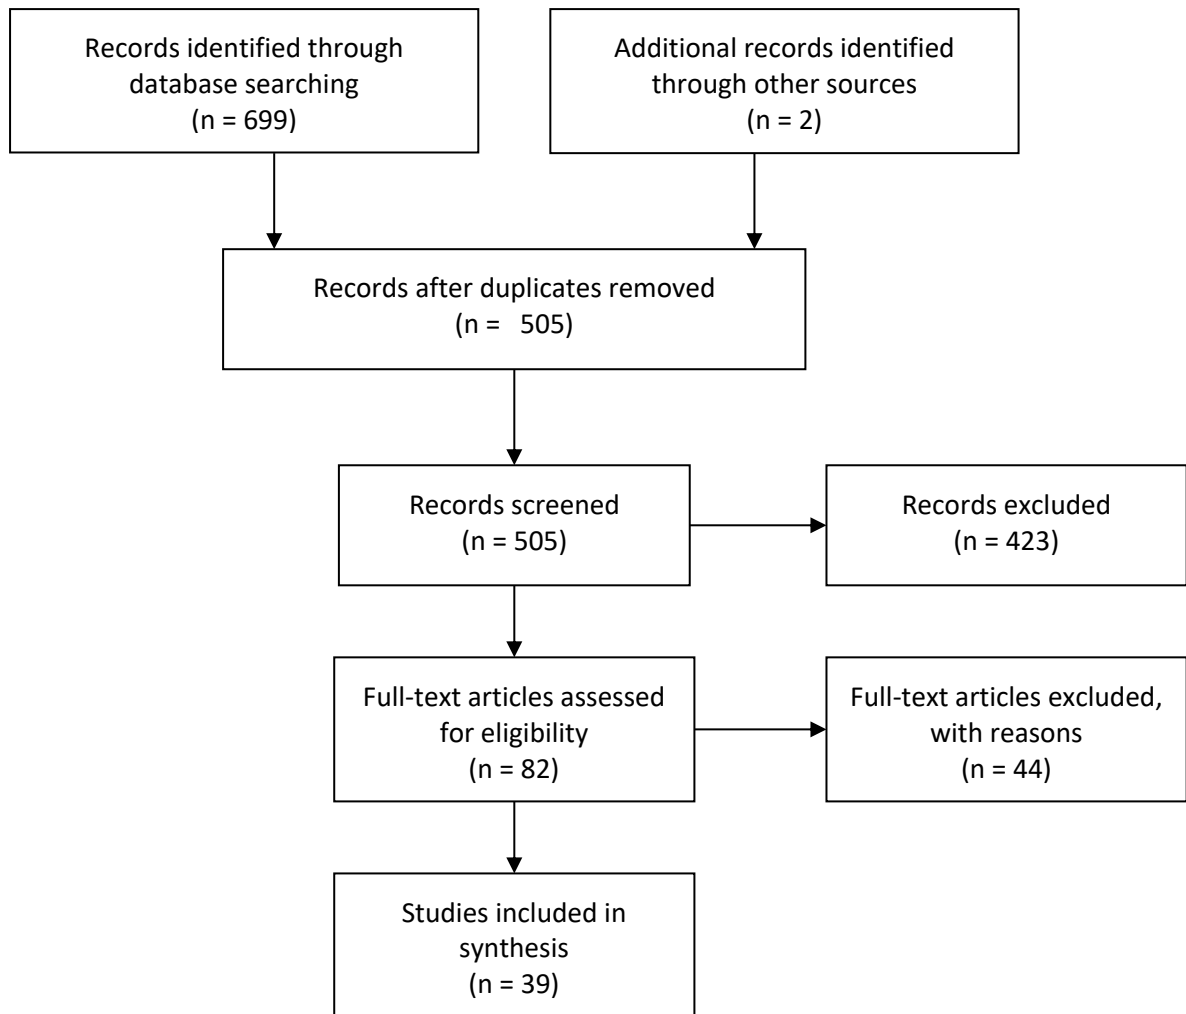 Records identified through
database searching
(n = 699)
Additional records identified
through other sources
(n = 2)
Records after duplicates removed
(n =   505)
Records screened
(n = 505)
Records excluded
(n = 423)
Full-text articles assessed
for eligibility
(n = 82)
Full-text articles excluded,
with reasons
(n = 44)
Studies included in
synthesis
(n = 39)